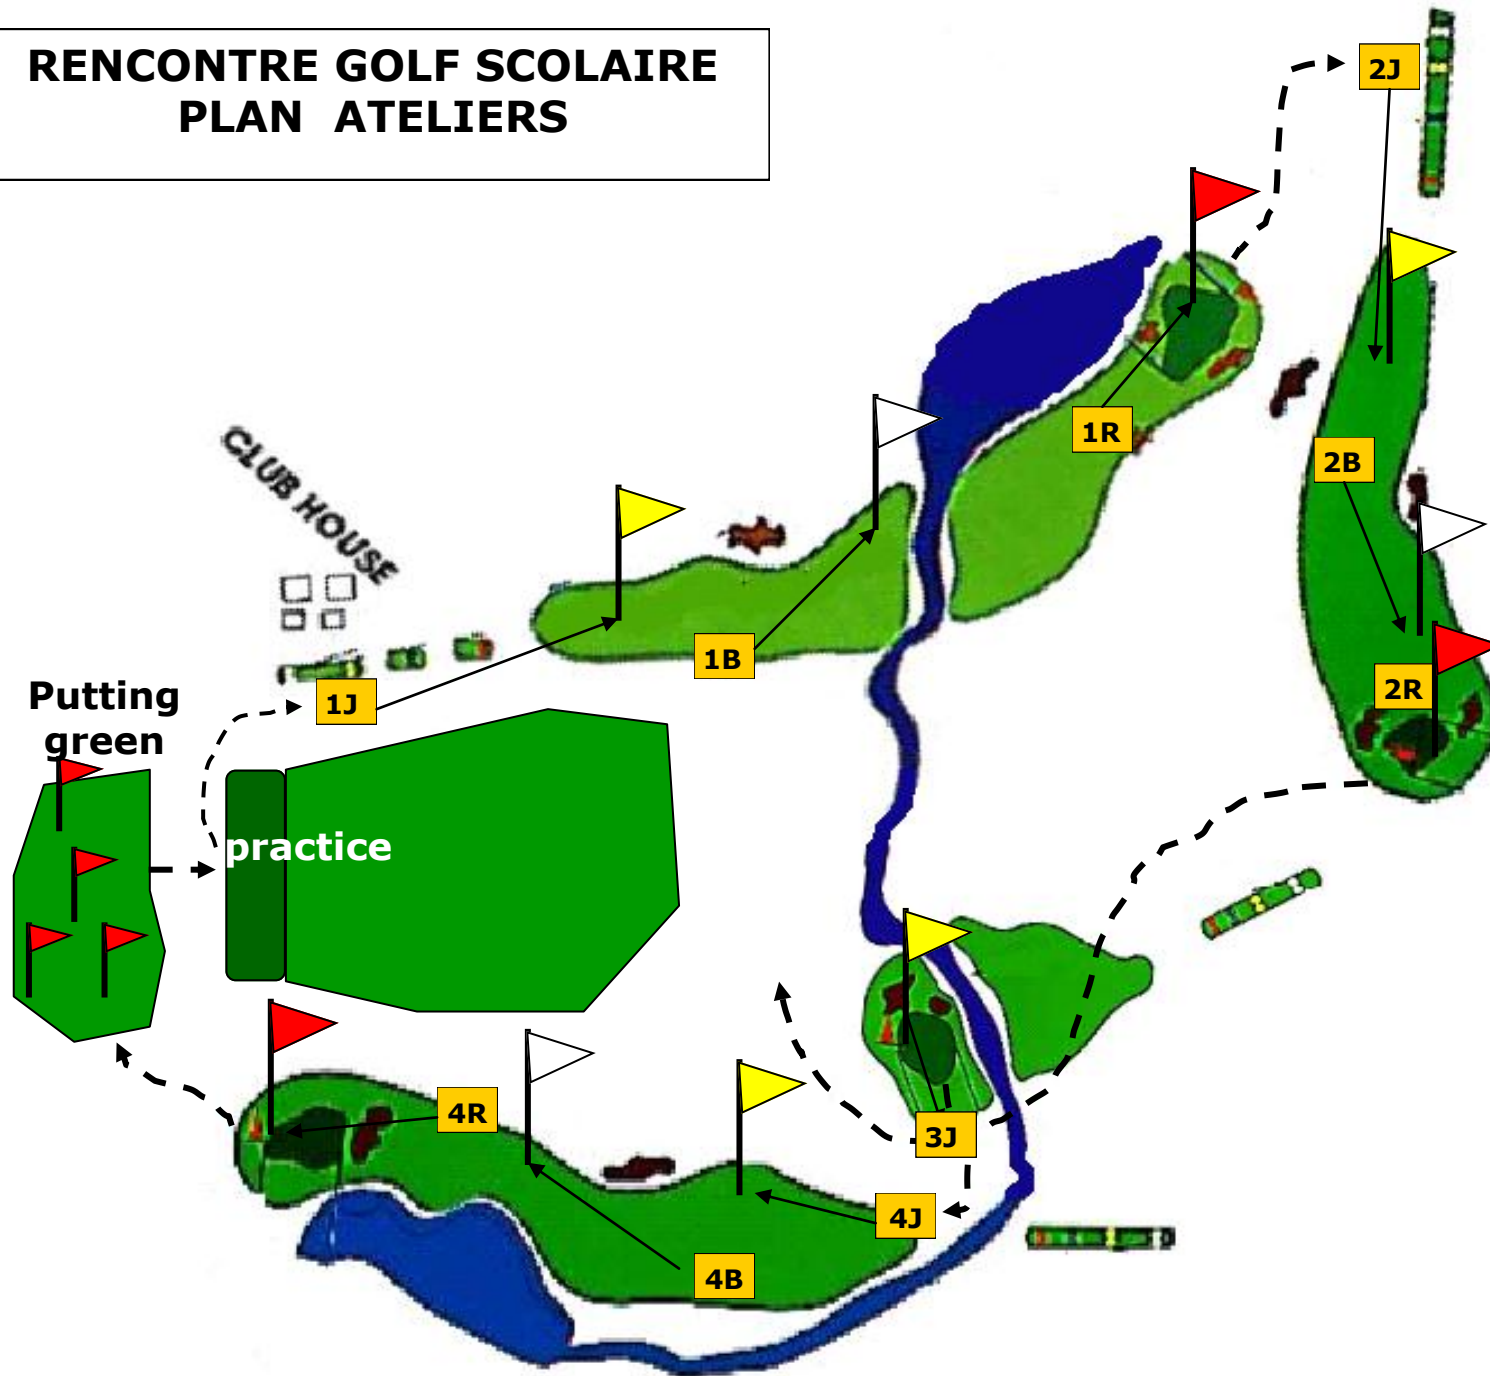 RENCONTRE GOLF SCOLAIRE
PLAN ATELIERS
2J
1R
2B
CLUB HOUSE
1B
2R
1J
Putting
green
practice
4R
3J
4J
4B